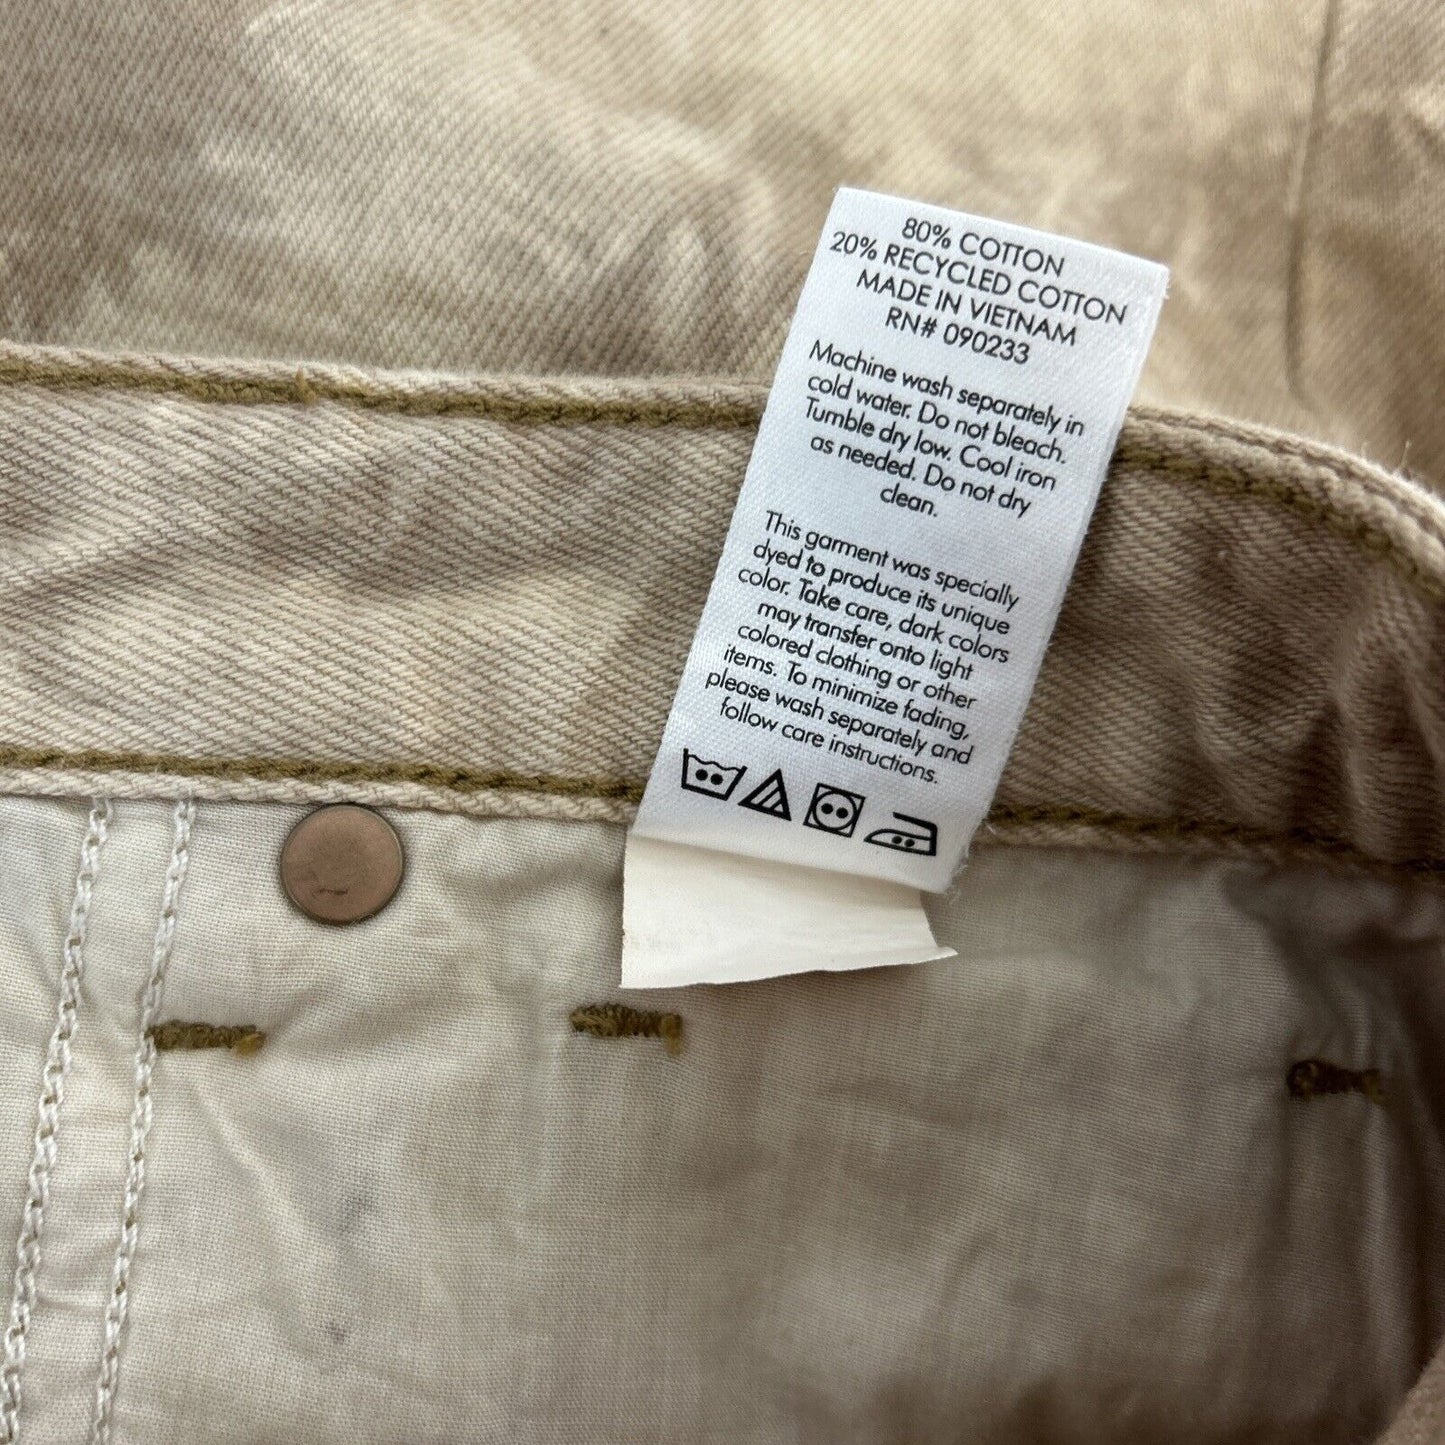 80% COTTON
20% RECYCLED COTTON
MADE IN VIETNAM
RN# 090233
Machine wash separately in
cold water. Do not bleach.
Tumble dry low. Cool iron
as needed. Do not dry
clean.
This garment was specially
dyed to produce its unique
color. Take care, dark colors
may transfer onto light
colored clothing or other
items. To minimize fading,
please wash separately and
follow care instructions.